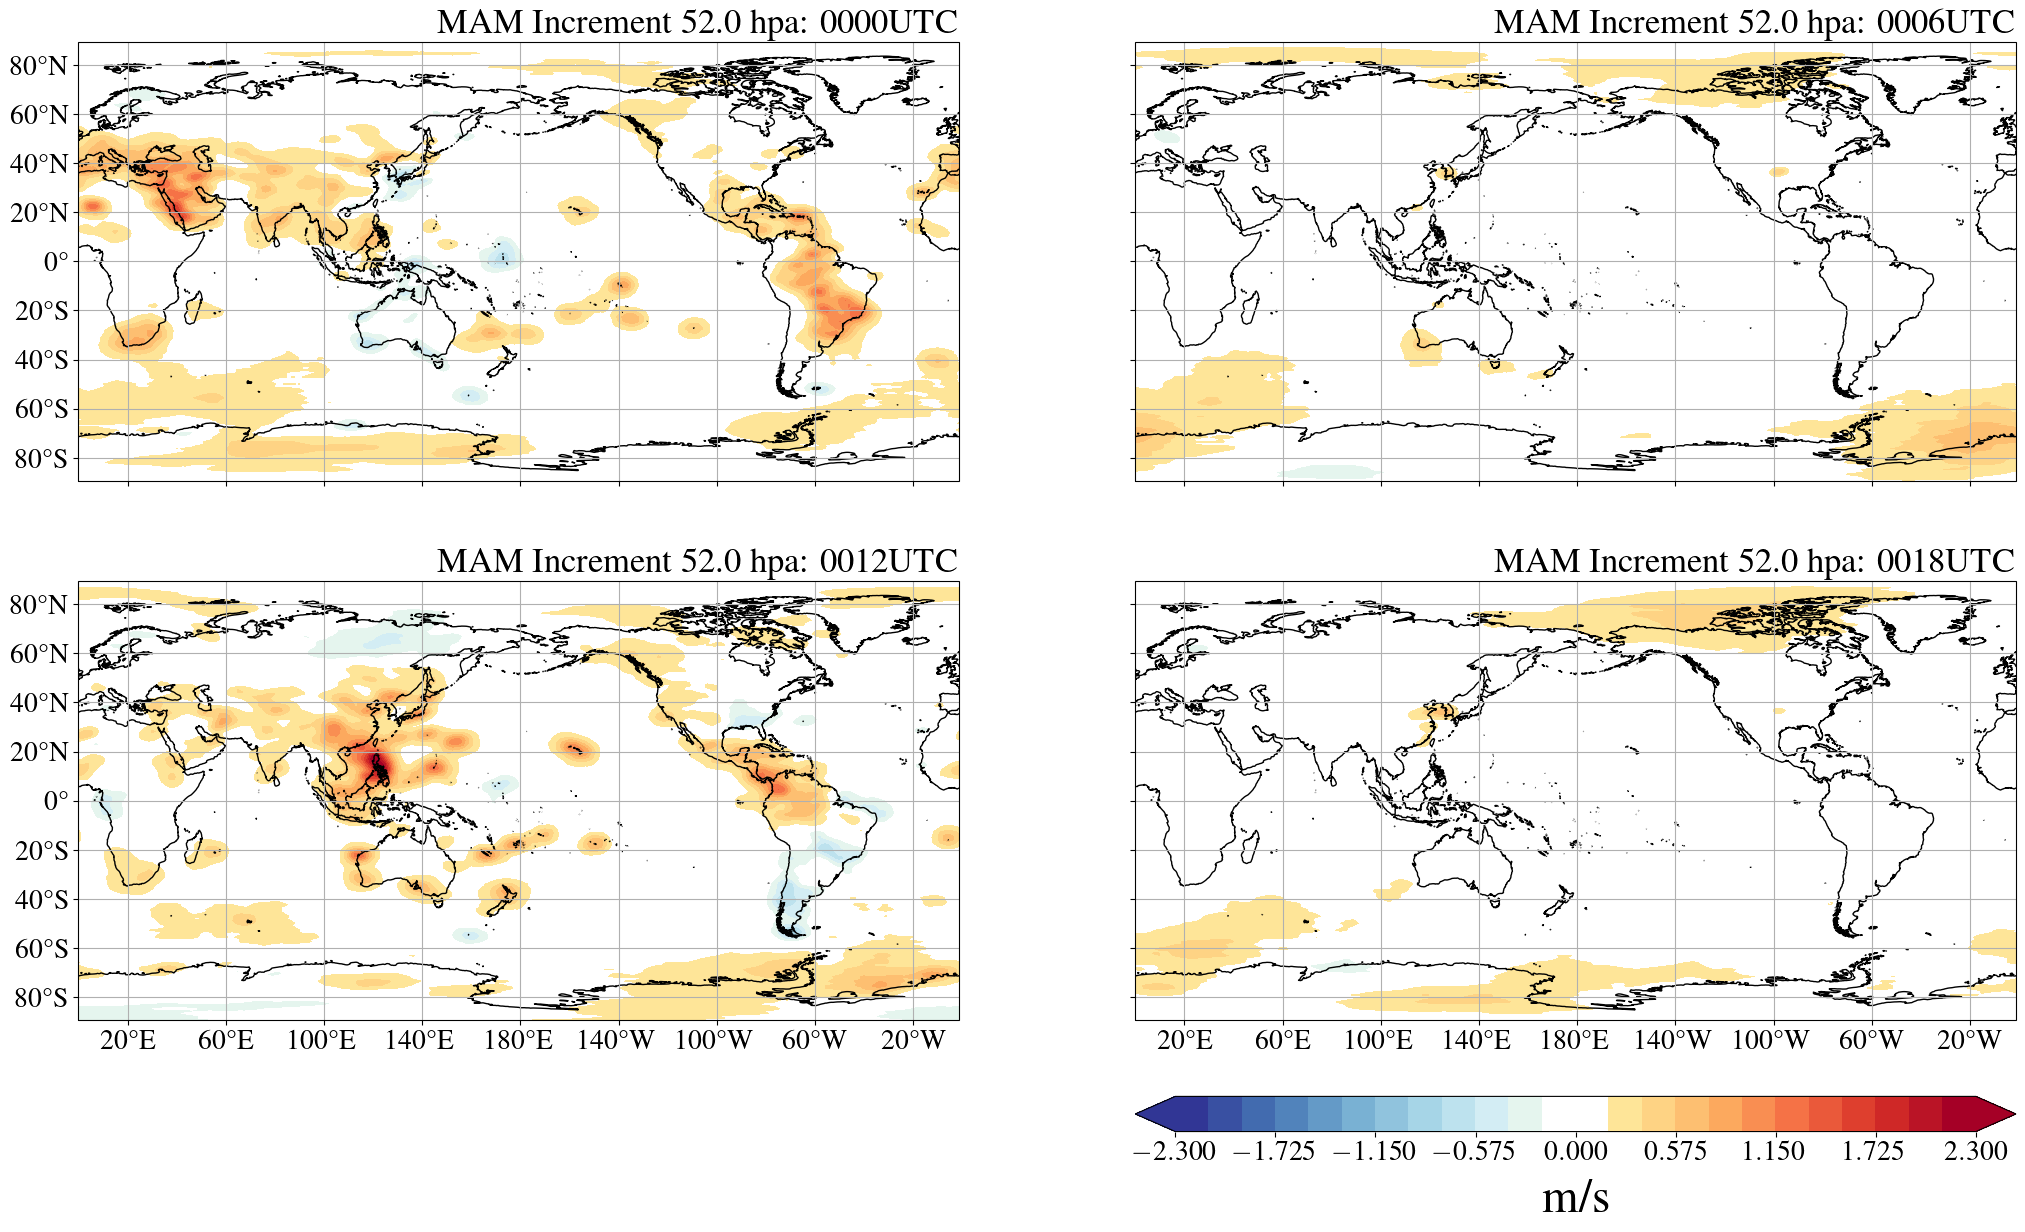 MAM Increment 52.0 hpa: 0000UTC
MAM Increment 52.0 hpa: 0006UTC
80°N
60°N
40°N
20°N
0°
20°S
40°S
60°S
80°S
MAM Increment 52.0 hpa: 0012UTC
MAM Increment 52.0 hpa: 0018UTC
80°N
60°N
40°N
20°N
0°
20°S
40°S
60°S
80°S
20°E 60°E 100°E 140°E 180°E 140°W 100°W 60°W 20°W
20°E 60°E 100°E 140°E 180°E 140°W 100°W 60°W 20°W
−2.300 −1.725 −1.150 −0.575 0.000 0.575 1.150 1.725 2.300
m/s